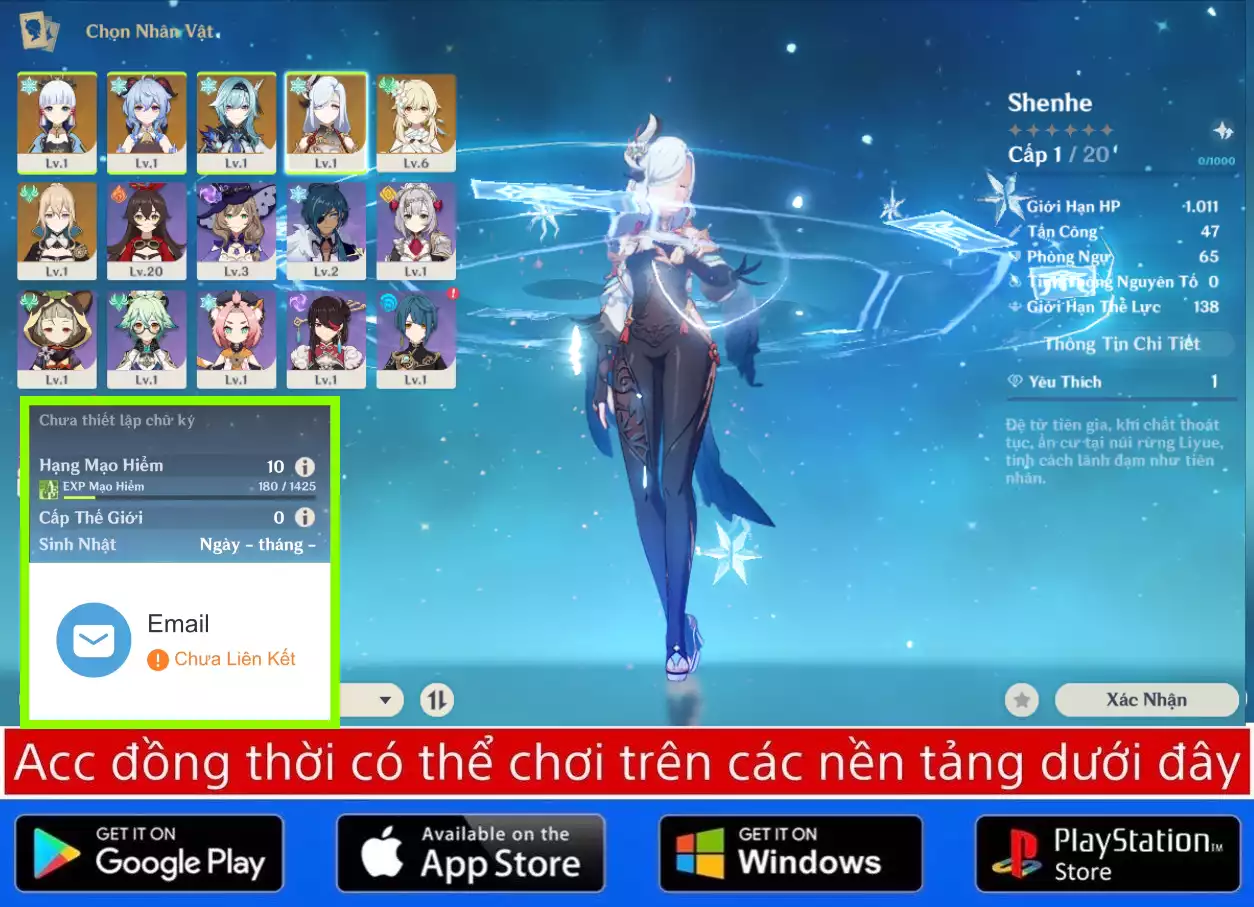 Chọn Nhân Vật
Lv.1 Lv.1 Lv.1 Lv.1 Lv.6
Lv.1 Lv.20 Lv.3 Lv.2 Lv.1
Lv.1 Lv.1 Lv.1 Lv.1 Lv.1
Chưa thiết lập chữ ký
Hạng Mạo Hiểm 10
EXP Mạo Hiểm 180 / 1425
Cấp Thế Giới 0
Sinh Nhật Ngày - tháng -
Email
! Chưa Liên Kết
Shenhe
Cấp 1 / 20
0/1000
Giới Hạn HP 1.011
Tấn Công 47
Phòng Ngự 65
Tinh Thông Nguyên Tố 0
Giới Hạn Thể Lực 138
Thông Tin Chi Tiết
Yêu Thích 1
Đệ tử tiên gia, khí chất thoát
tục, ẩn cư tại núi rừng Liyue,
tính cách lãnh đạm như tiên
nhân.
Xác Nhận
Acc đồng thời có thể chơi trên các nền tảng dưới đây
GET IT ON
Google Play
Available on the
App Store
GET IT ON
Windows
PlayStation™
Store